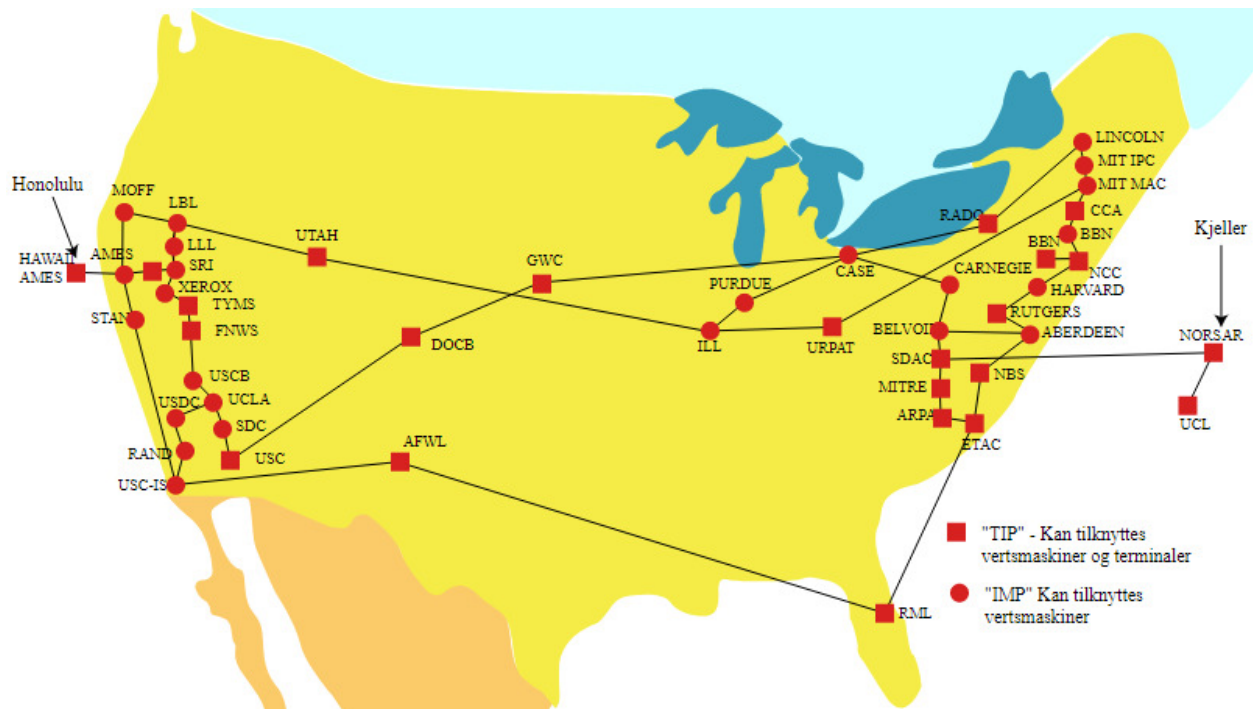 LINCOLN
MIT IPC
MIT MAC
Honolulu
MOFF
LBL
CCA
RADC
Kjeller
LLL
UTAH
BBN
BBN
HAWAII
AMES
AMES
SRI
GWC
CASE
CARNEGIE
NCC
XEROX
PURDUE
HARVARD
TYMS
STAN
FNWS
RUTGERS
BELVOIR
ABERDEEN
NORSAR
DOCB
ILL
URPAT
SDAC
USCB
NBS
MITRE
USDC
UCLA
ARPA
UCL
SDC
ETAC
RAND
USC
AFWL
USC-IS
"TIP" - Kan tilknyttes
vertsmaskiner og terminaler
"IMP" Kan tilknyttes
vertsmaskiner
RML